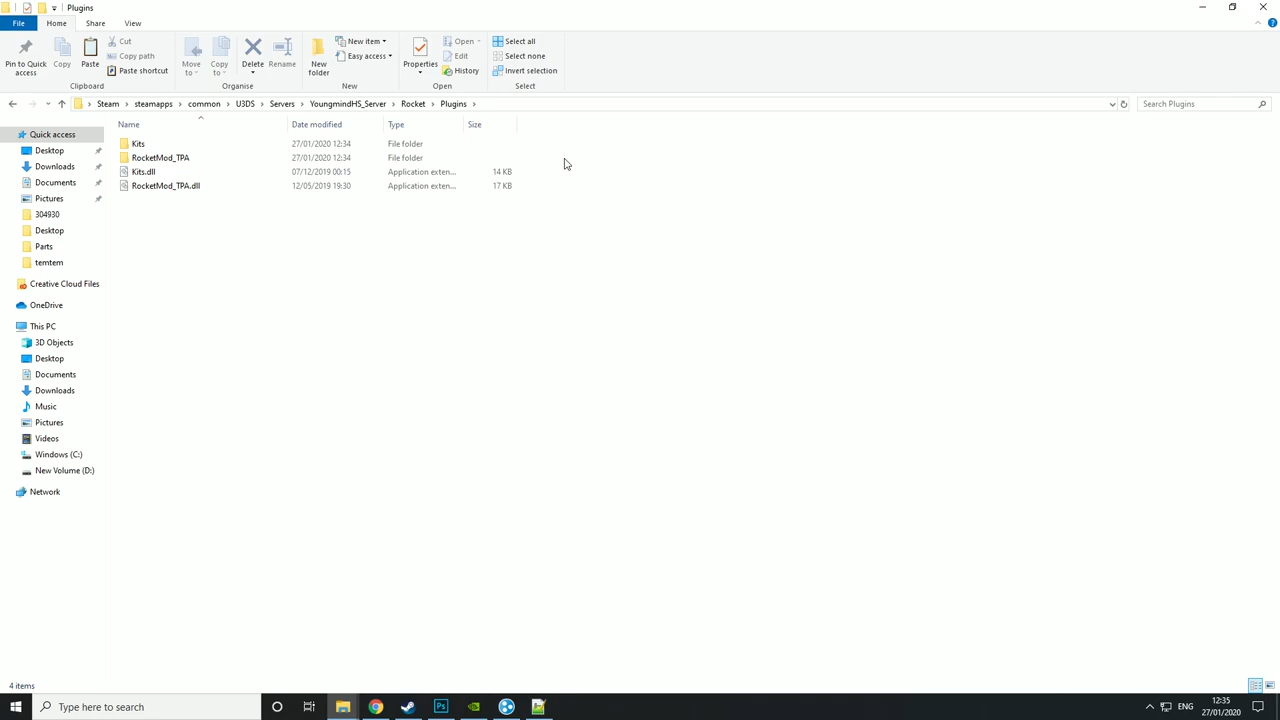 Plugins
File Home Share View
Pin to Quick access
Copy
Paste
Cut
Copy path
Paste shortcut
Clipboard
Move to
Copy to
Delete
Rename
Organise
New folder
New item
Easy access
New
Properties
Open
Edit
History
Open
Select all
Select none
Invert selection
Select
Steam steamapps common U3DS Servers YoungmindHS_Server Rocket Plugins
Search Plugins
Name Date modified Type Size
Kits 27/01/2020 12:34 File folder
RocketMod_TPA 27/01/2020 12:34 File folder
Kits.dll 07/12/2019 00:15 Application exten... 14 KB
RocketMod_TPA.dll 12/05/2019 19:30 Application exten... 17 KB
Quick access
Desktop
Downloads
Documents
Pictures
304930
Desktop
Parts
temtem
Creative Cloud Files
OneDrive
This PC
3D Objects
Desktop
Documents
Downloads
Music
Pictures
Videos
Windows (C:)
New Volume (D:)
Network
4 items
Type here to search
Ps
ENG
12:35
27/01/2020